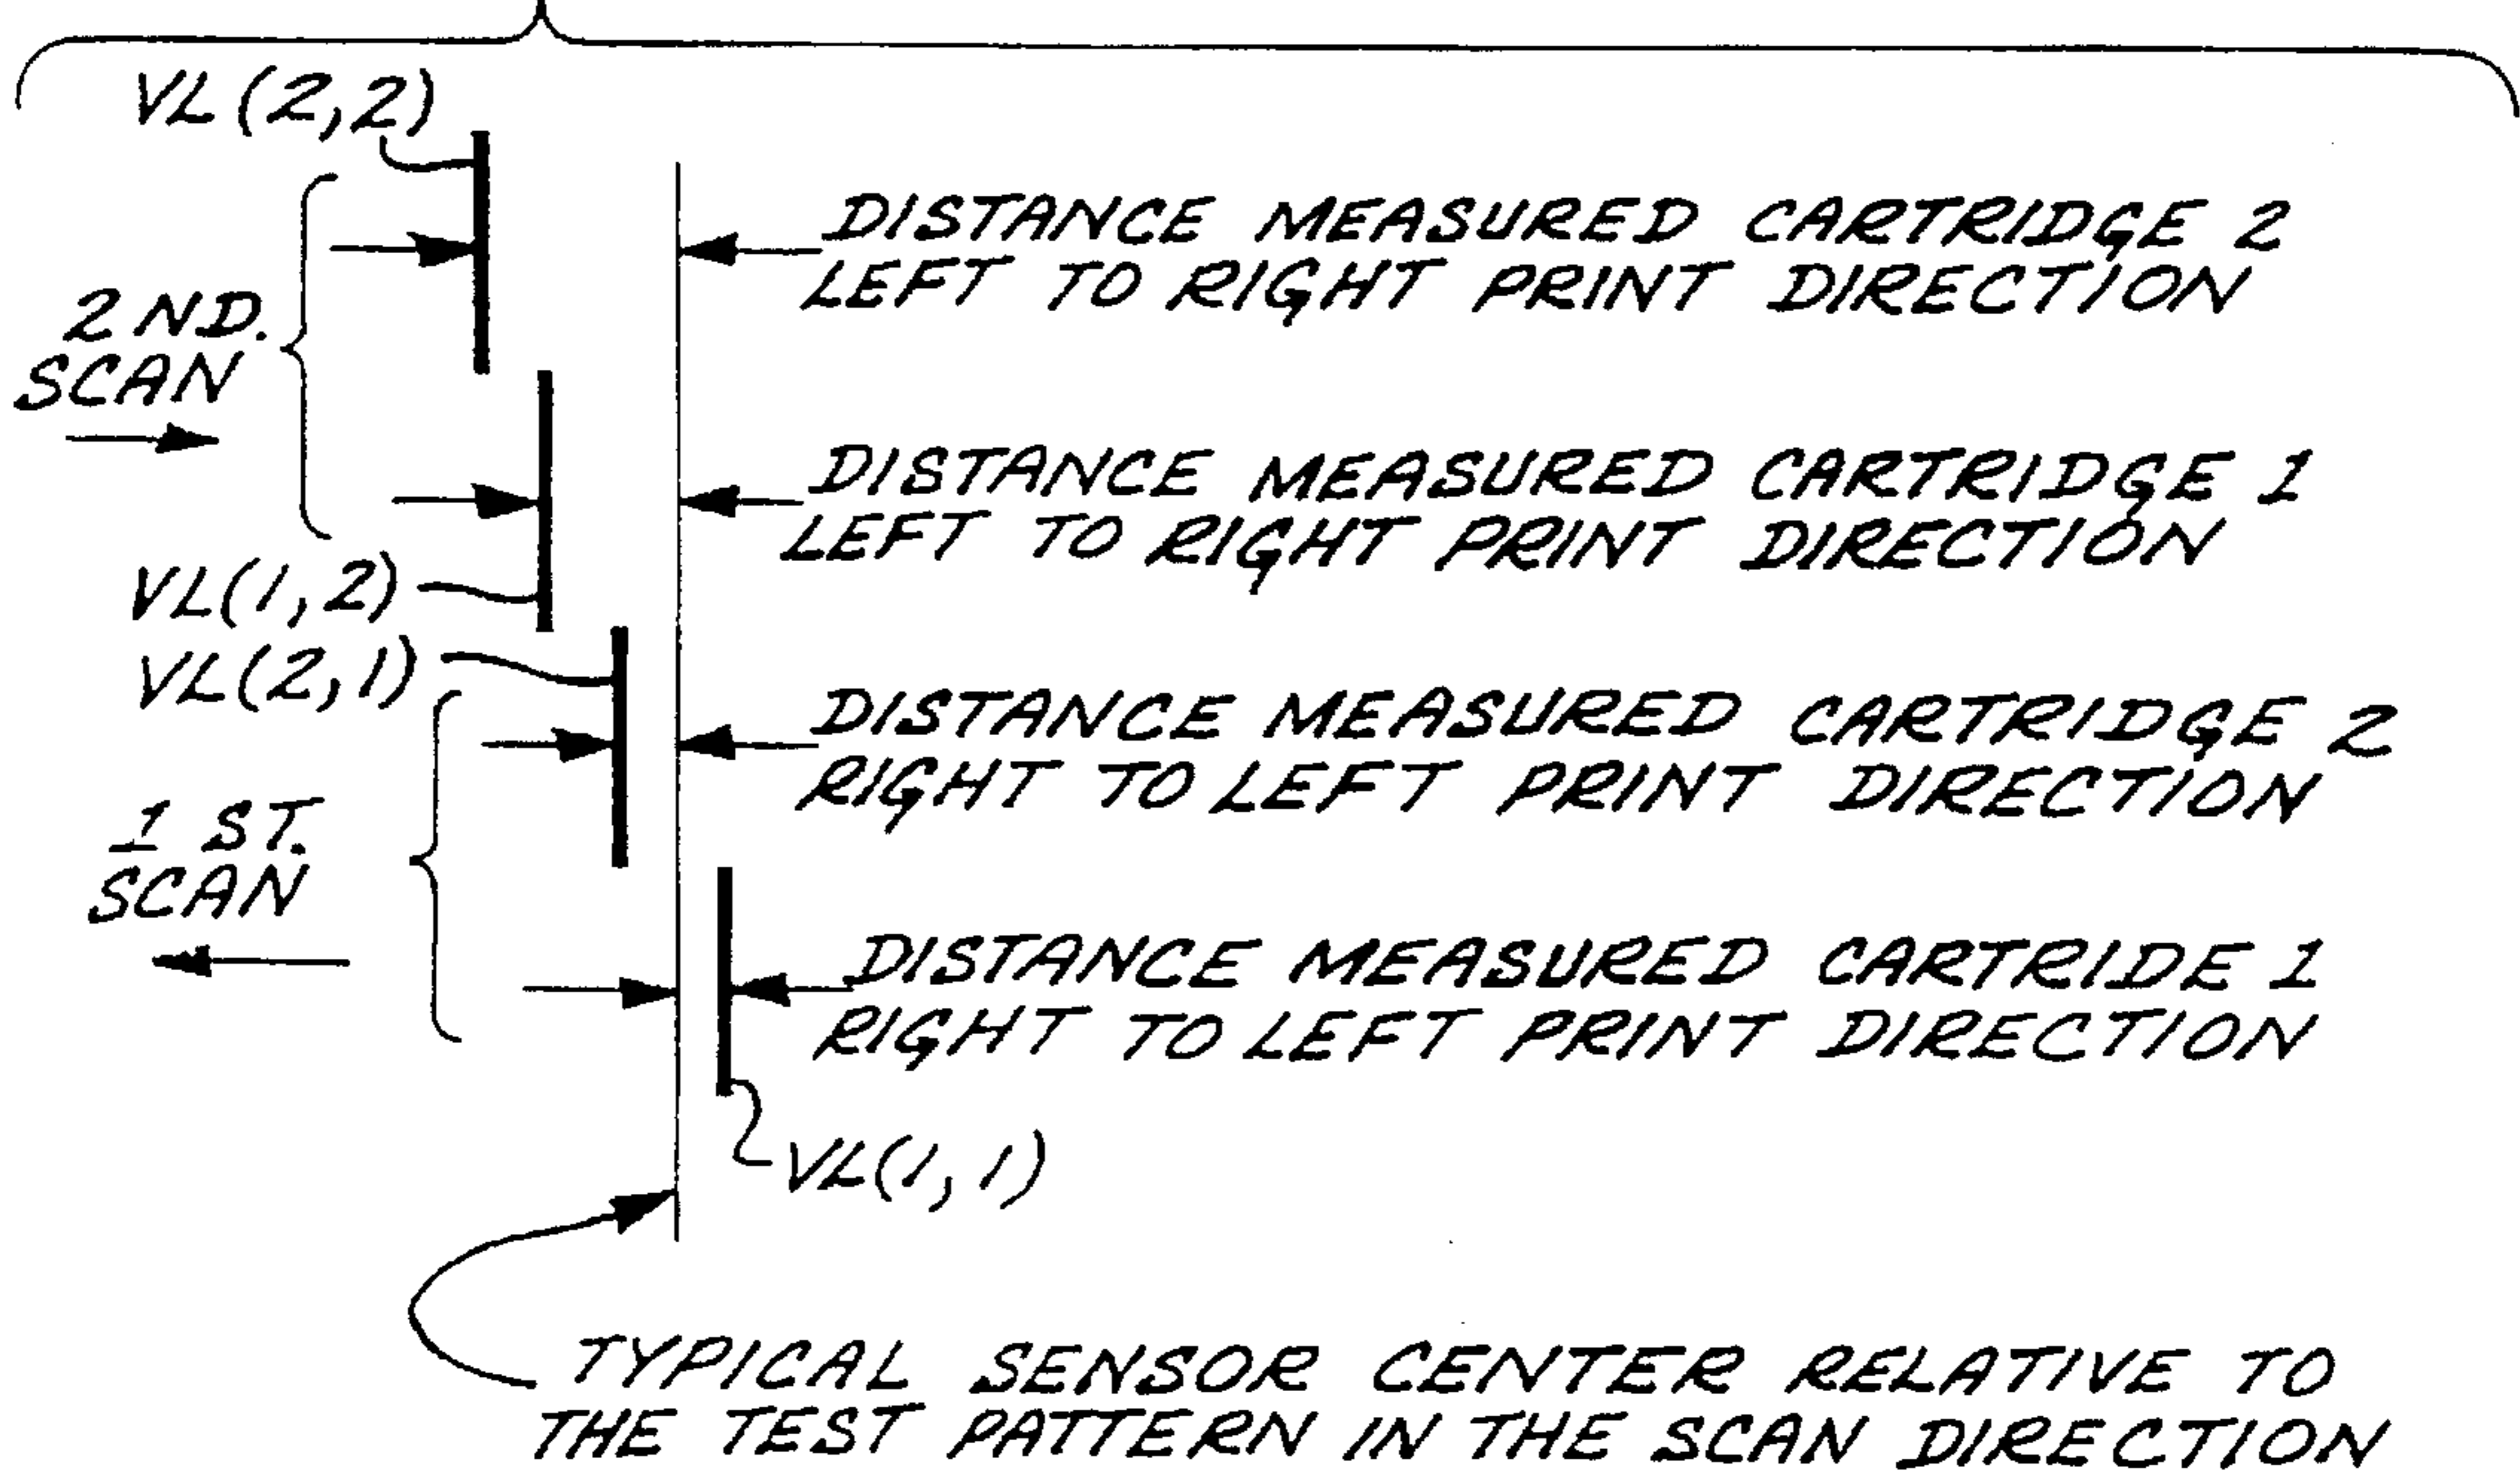 VL (2,2)
DISTANCE MEASURED CARTRIDGE 2
LEFT TO RIGHT PRINT DIRECTION
2 ND.
SCAN
DISTANCE MEASURED CARTRIDGE 1
LEFT TO RIGHT PRINT DIRECTION
VL(1,2)
VL(2,1)
DISTANCE MEASURED CARTRIDGE 2
RIGHT TO LEFT PRINT DIRECTION
1 ST.
SCAN
DISTANCE MEASURED CARTRIDE 1
RIGHT TO LEFT PRINT DIRECTION
VL(1,1)
TYPICAL SENSOR CENTER RELATIVE TO
THE TEST PATTERN IN THE SCAN DIRECTION